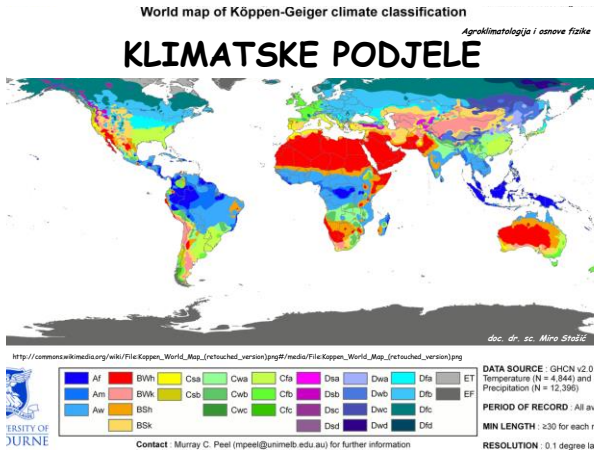 World map of Köppen-Geiger climate classification
Agroklimatologija i osnove fizike
KLIMATSKE PODJELE
doc. dr. sc. Miro Stošić
http://commons.wikimedia.org/wiki/File:Koppen_World_Map_(retouched_version).png#/media/File:Koppen_World_Map_(retouched_version).png
Af BWh Csa Cwa Cfa Dsa Dwa Dfa ET
Am BWk Csb Cwb Cfb Dsb Dwb Dfb EF
Aw BSh Cwc Cfc Dsc Dwc Dfc
BSk Dsd Dwd Dfd
DATA SOURCE : GHCN v2.0
Temperature (N = 4,844) and
Precipitation (N = 12,396)
PERIOD OF RECORD : All av
MIN LENGTH : ≥30 for each
RESOLUTION : 0.1 degree la
ERSITY OF
OURNE
Contact : Murray C. Peel (mpeel@unimelb.edu.au) for further information